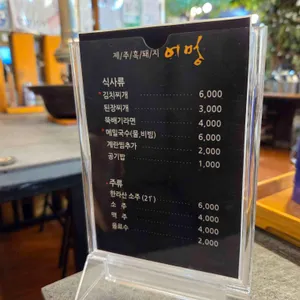 제주흑돼지 어멍
식사류
*김치찌개 6,000
된장찌개 3,000
뚝배기라면 4,000
*메밀국수(물,비빔) 6,000
계란찜추가 2,000
공기밥 1,000
주류
한라산 소주 (21˚) 6,000
소 주 4,000
맥 주 4,000
음료수 2,000